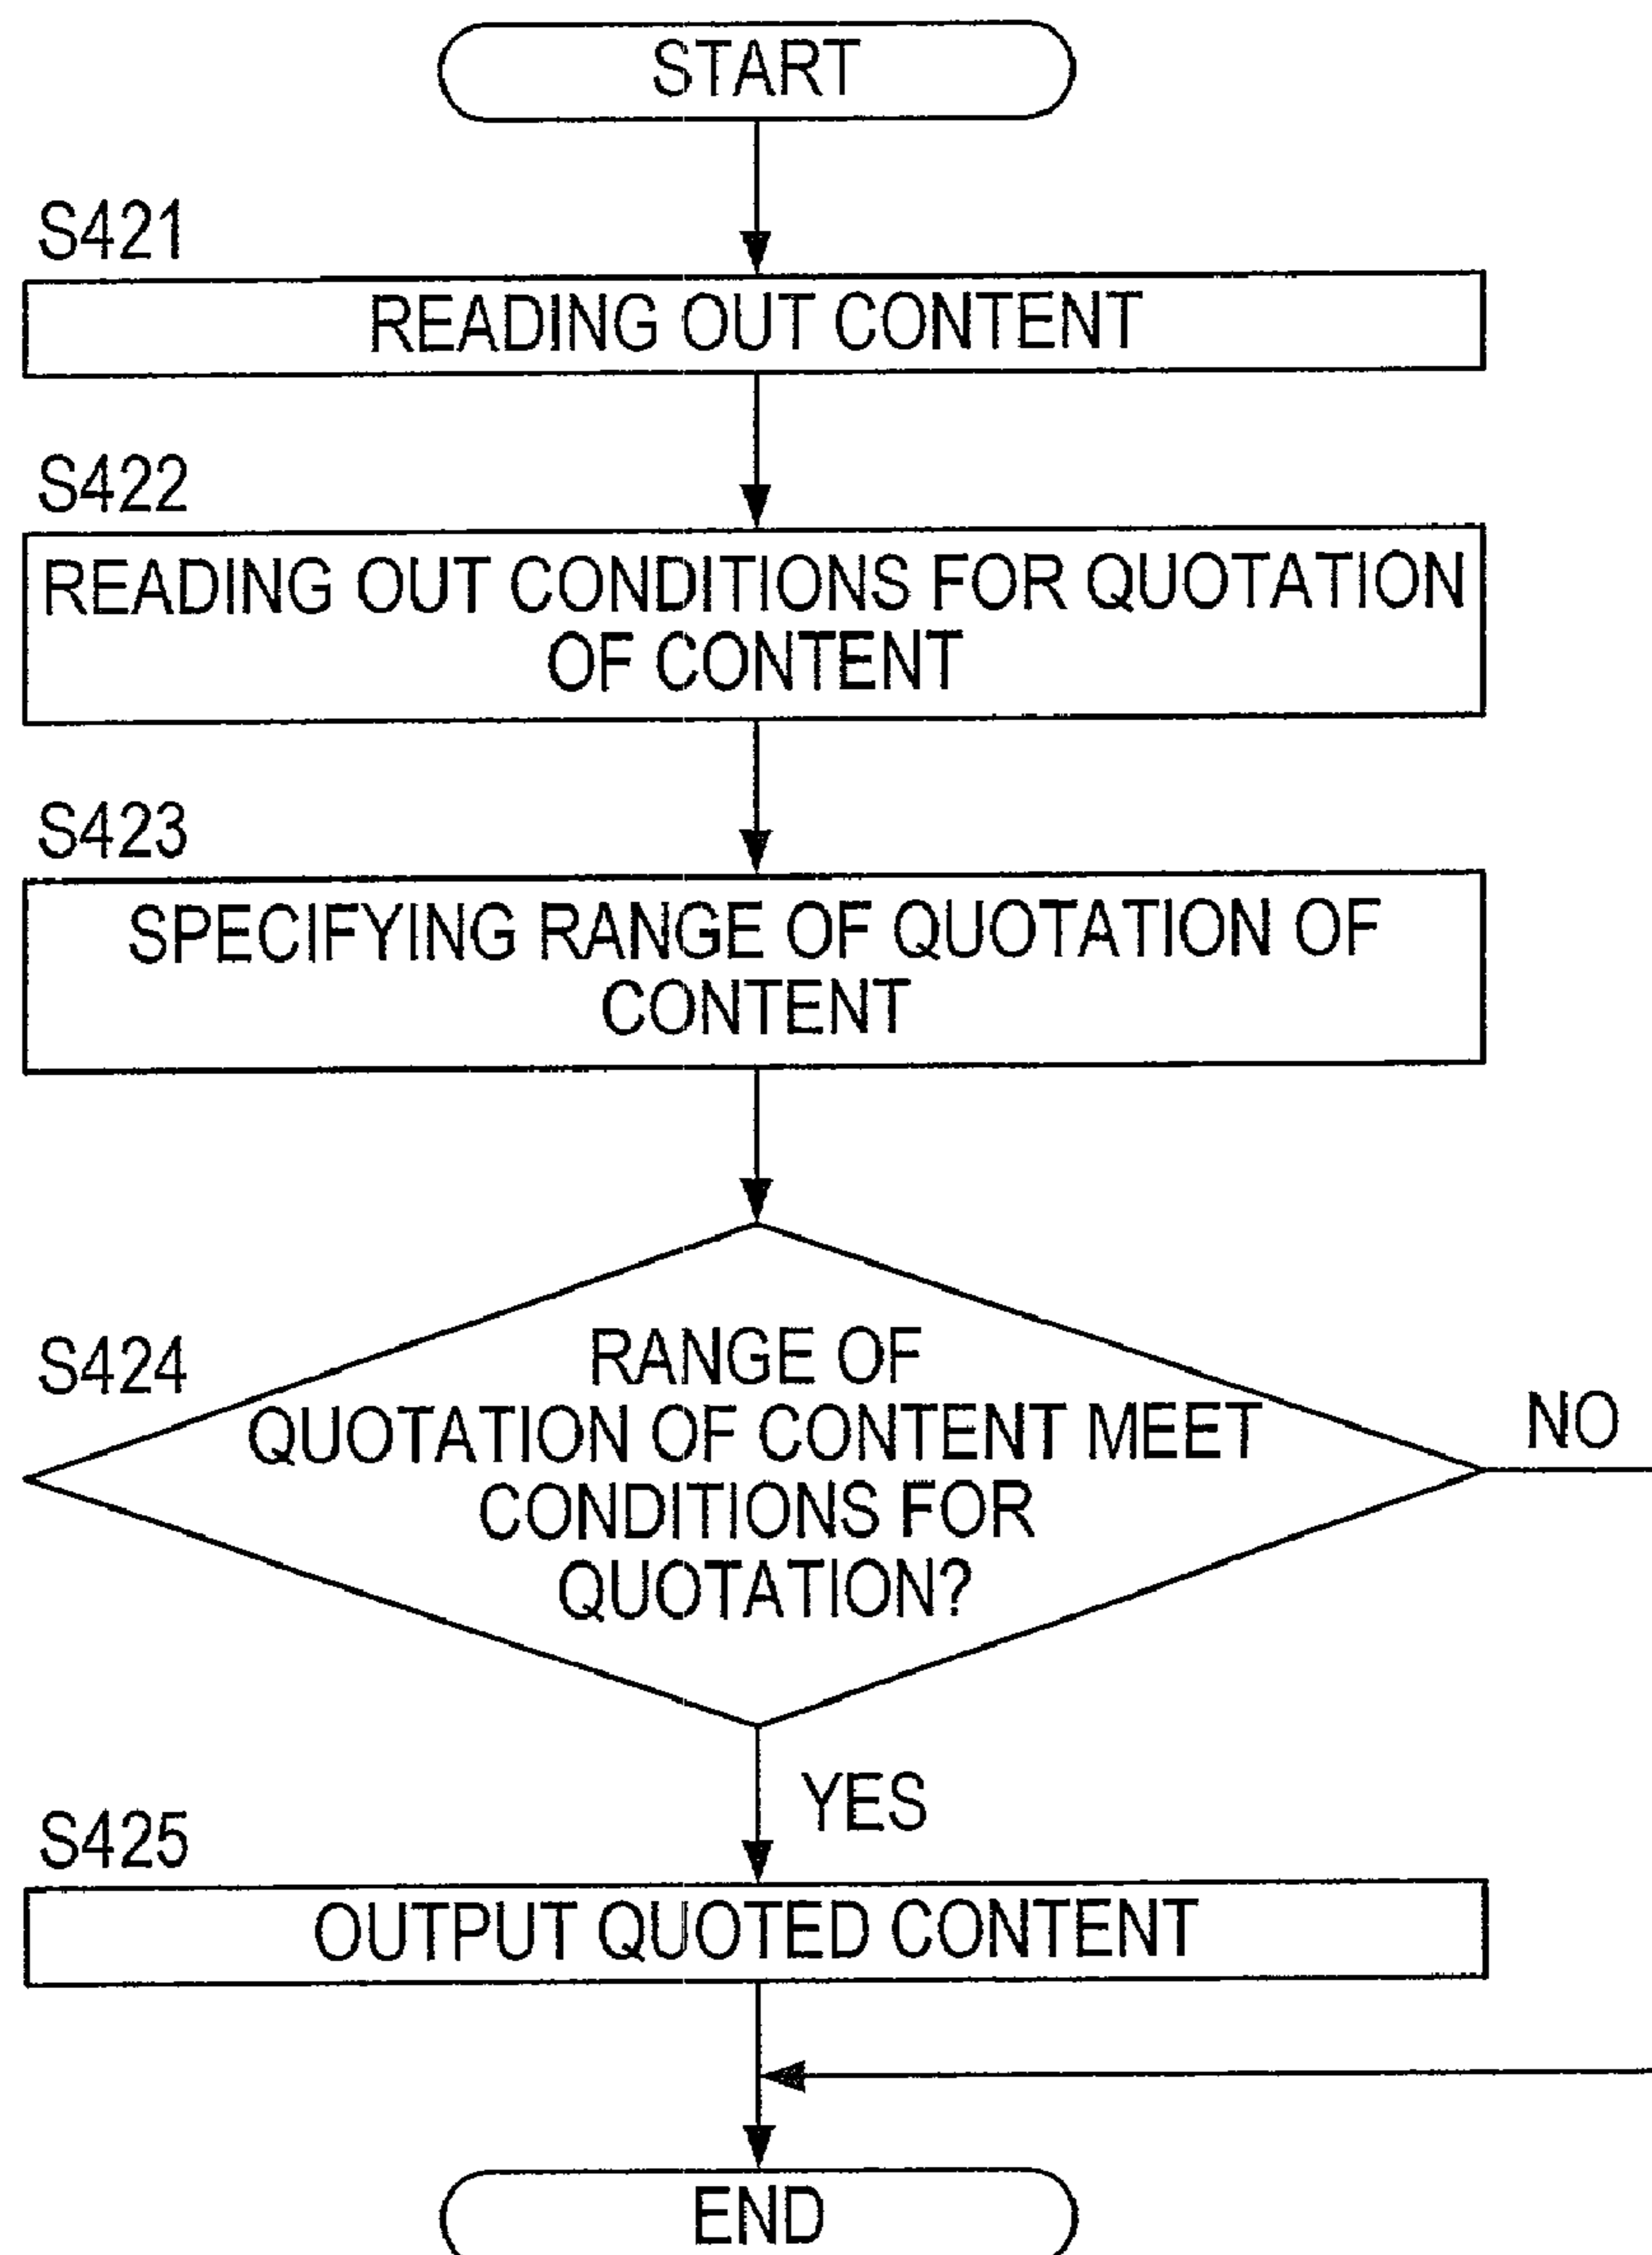 START
S421
READING OUT CONTENT
S422
READING OUT CONDITIONS FOR QUOTATION
OF CONTENT
S423
SPECIFYING RANGE OF QUOTATION OF
CONTENT
S424
RANGE OF
QUOTATION OF CONTENT MEET
CONDITIONS FOR
QUOTATION?
NO
YES
S425
OUTPUT QUOTED CONTENT
END